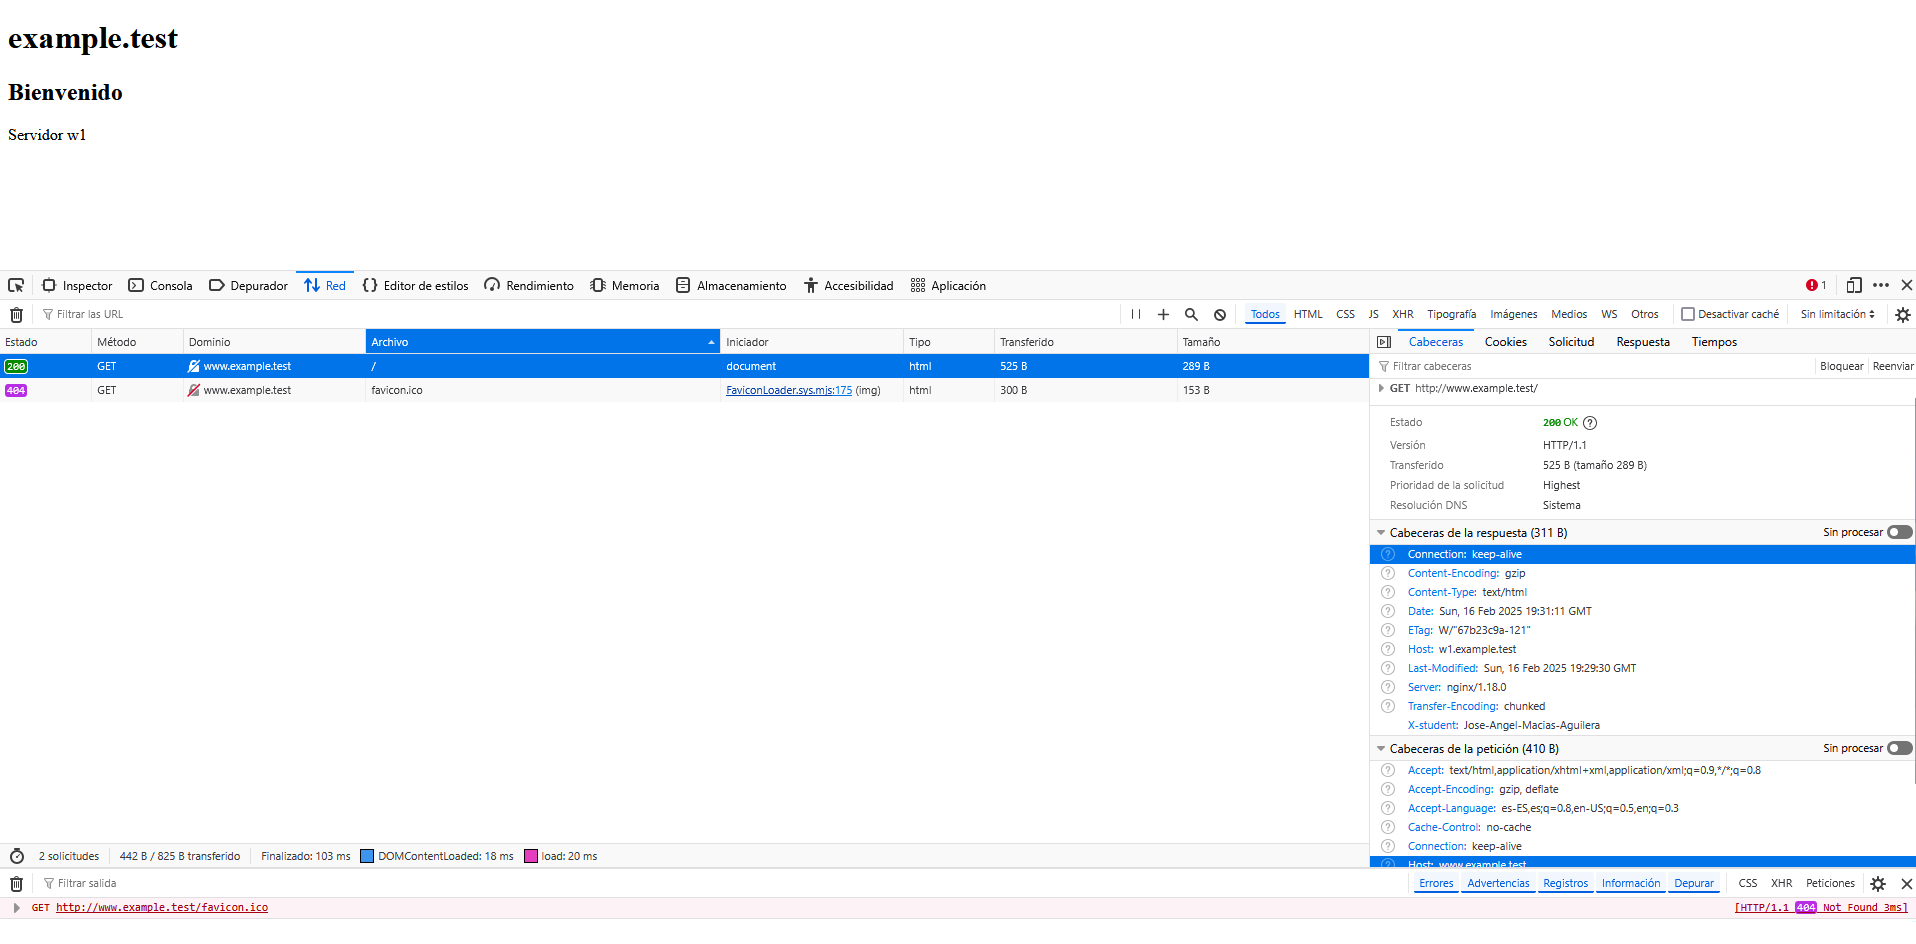 example.test
Bienvenido
Servidor w1
Inspector Consola Depurador Red Editor de estilos Rendimiento Memoria Almacenamiento Accesibilidad Aplicación 1
Filtrar las URL Todos HTML CSS JS XHR Tipografía Imágenes Medios WS Otros Desactivar caché Sin limitación
Estado Método Dominio Archivo Iniciador Tipo Transferido Tamaño
200 GET www.example.test / document html 525 B 289 B
404 GET www.example.test favicon.ico FaviconLoader.sys.mjs:175 (img) html 300 B 153 B
Cabeceras Cookies Solicitud Respuesta Tiempos
Filtrar cabeceras Bloquear Reenviar
GET http://www.example.test/
Estado 200 OK
Versión HTTP/1.1
Transferido 525 B (tamaño 289 B)
Prioridad de la solicitud Highest
Resolución DNS Sistema
Cabeceras de la respuesta (311 B) Sin procesar
Connection: keep-alive
Content-Encoding: gzip
Content-Type: text/html
Date: Sun, 16 Feb 2025 19:31:11 GMT
ETag: W/"67b23c9a-121"
Host: w1.example.test
Last-Modified: Sun, 16 Feb 2025 19:29:30 GMT
Server: nginx/1.18.0
Transfer-Encoding: chunked
X-student: Jose-Angel-Macias-Aguilera
Cabeceras de la petición (410 B) Sin procesar
Accept: text/html,application/xhtml+xml,application/xml;q=0.9,*/*;q=0.8
Accept-Encoding: gzip, deflate
Accept-Language: es-ES,es;q=0.8,en-US;q=0.5,en;q=0.3
Cache-Control: no-cache
Connection: keep-alive
Host: www.example.test
2 solicitudes 442 B / 825 B transferido Finalizado: 103 ms DOMContentLoaded: 18 ms load: 20 ms
Filtrar salida Errores Advertencias Registros Información Depurar CSS XHR Peticiones
GET http://www.example.test/favicon.ico [HTTP/1.1 404 Not Found 3ms]